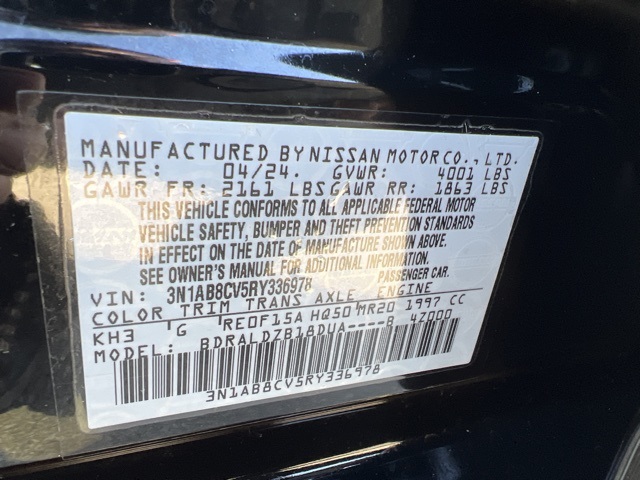 MANUFACTURED BY NISSAN MOTOR CO., LTD.
DATE: 04/24. GVWR: 4001 LBS
GAWR FR: 2161 LBS GAWR RR: 1863 LBS
THIS VEHICLE CONFORMS TO ALL APPLICABLE FEDERAL MOTOR
VEHICLE SAFETY, BUMPER AND THEFT PREVENTION STANDARDS
IN EFFECT ON THE DATE OF MANUFACTURE SHOWN ABOVE.
SEE OWNER'S MANUAL FOR ADDITIONAL INFORMATION
VIN: 3N1AB8CV5RY336978 PASSENGER CAR.
COLOR TRIM TRANS AXLE ENGINE
KH3 G RE0F15A HQ50 MR20 1997 CC
MODEL: BDRALDZB18DUA----B 4Z000
3N1AB8CV5RY336978